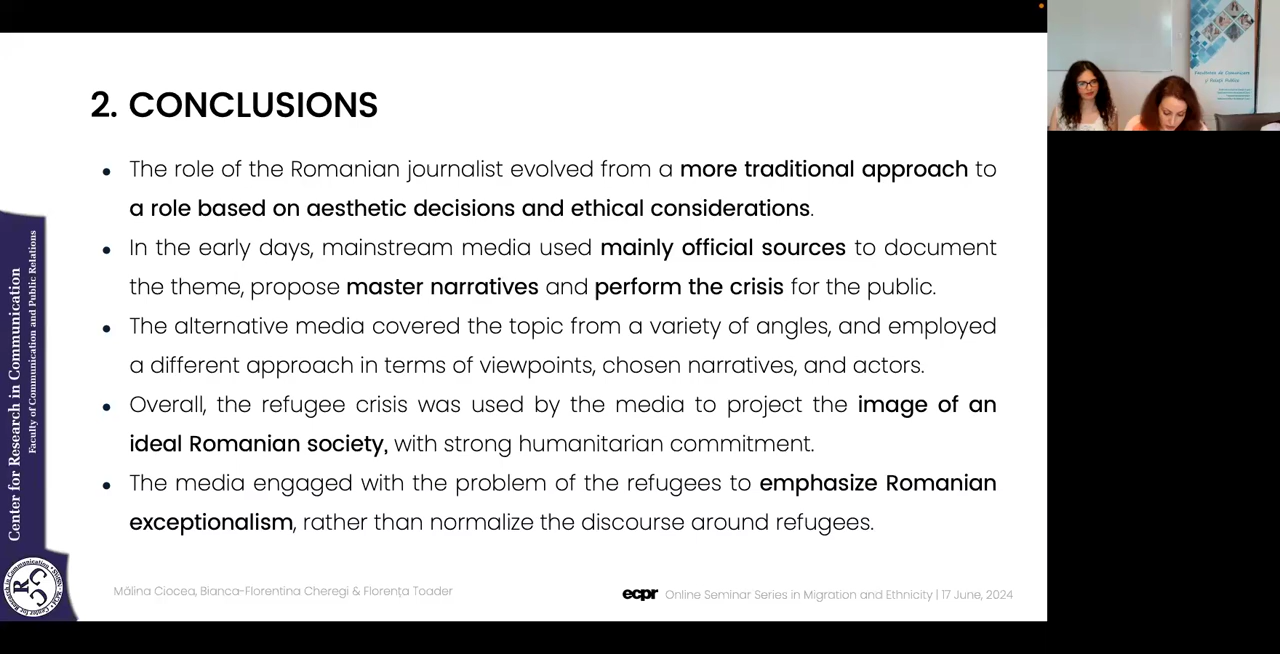 2. CONCLUSIONS
• The role of the Romanian journalist evolved from a more traditional approach to
a role based on aesthetic decisions and ethical considerations.
• In the early days, mainstream media used mainly official sources to document
the theme, propose master narratives and perform the crisis for the public.
• The alternative media covered the topic from a variety of angles, and employed
a different approach in terms of viewpoints, chosen narratives, and actors.
• Overall, the refugee crisis was used by the media to project the image of an
ideal Romanian society, with strong humanitarian commitment.
• The media engaged with the problem of the refugees to emphasize Romanian
exceptionalism, rather than normalize the discourse around refugees.
Mălina Ciocea, Bianca-Florentina Cheregi & Florența Toader
ecpr Online Seminar Series in Migration and Ethnicity | 17 June, 2024
Center for Research in Communication
Faculty of Communication and Public Relations
Facultatea de Comunicare
și Relații Publice